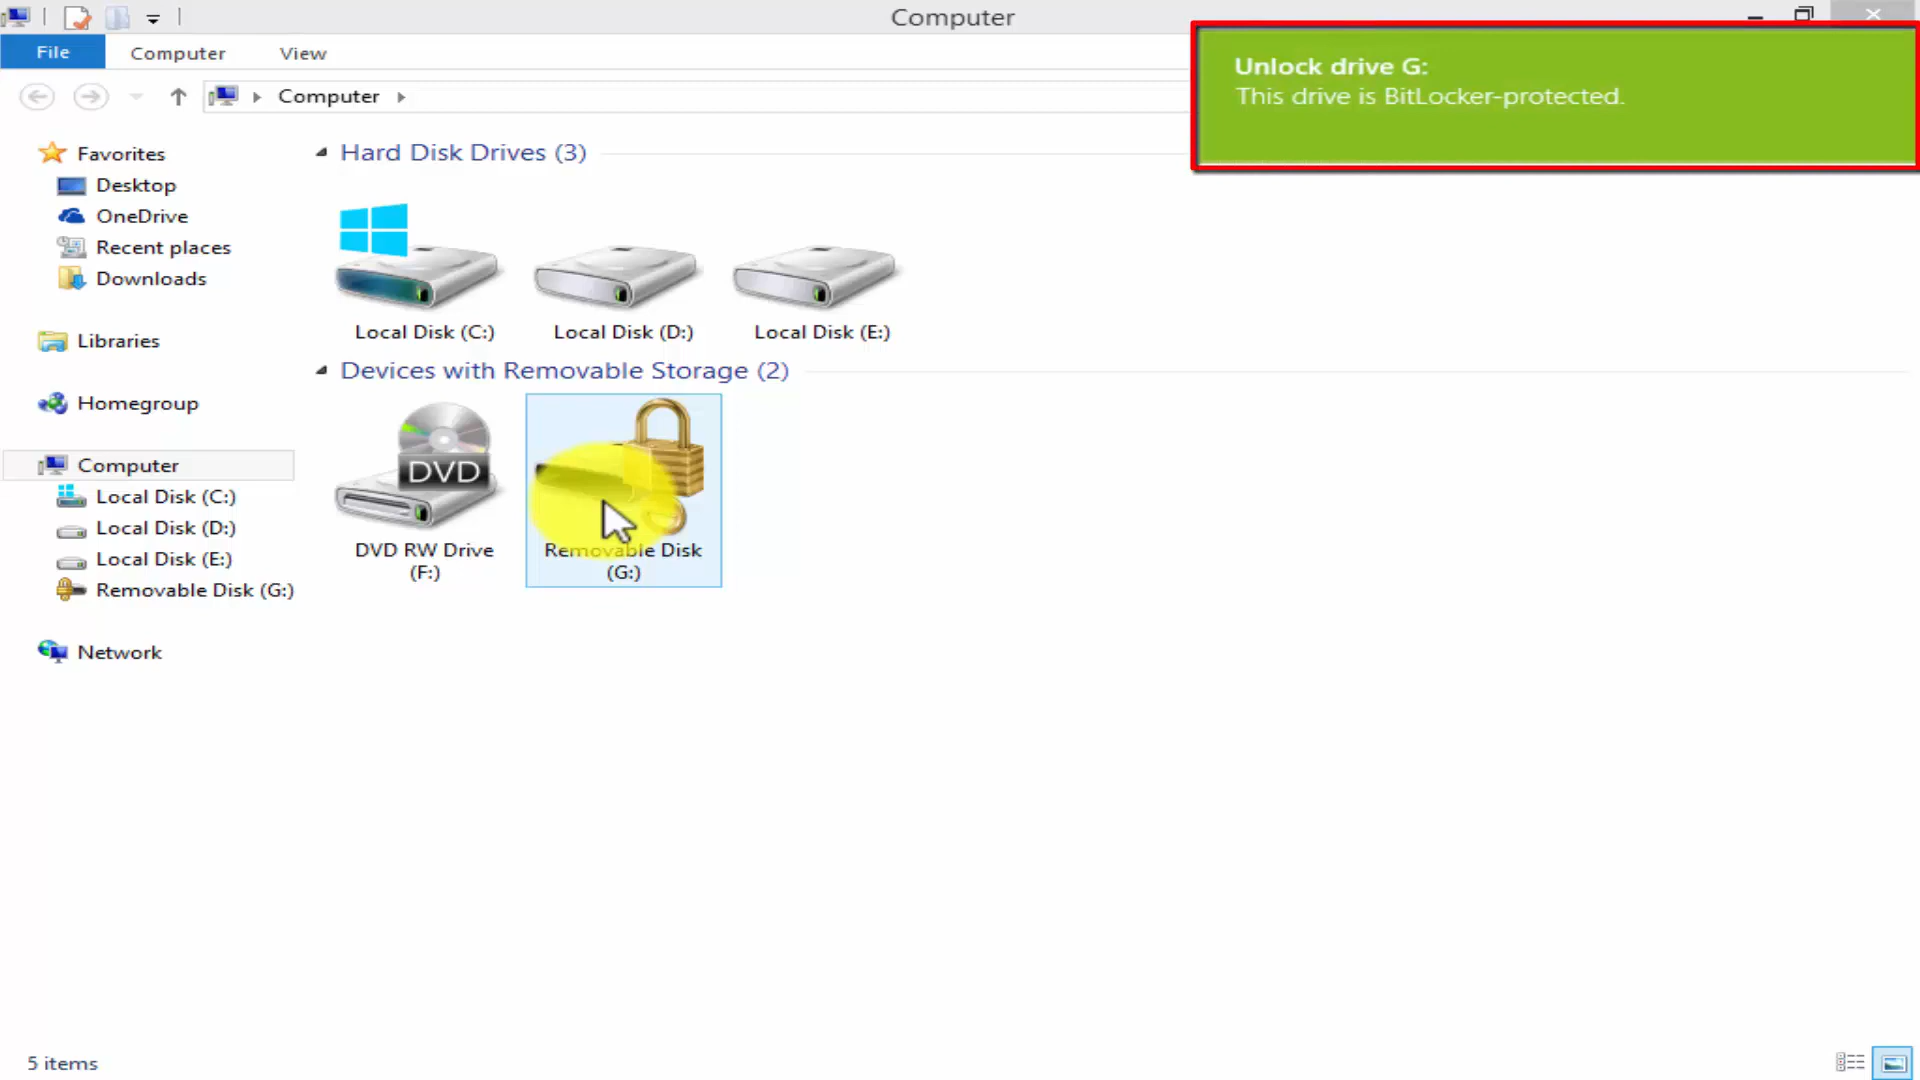 Computer
File
Computer
View
Unlock drive G:
This drive is BitLocker-protected.
Computer
Favorites
Desktop
OneDrive
Recent places
Downloads
Libraries
Homegroup
Computer
Local Disk (C:)
Local Disk (D:)
Local Disk (E:)
Removable Disk (G:)
Network
Hard Disk Drives (3)
Local Disk (C:)
Local Disk (D:)
Local Disk (E:)
Devices with Removable Storage (2)
DVD
DVD RW Drive
(F:)
Removable Disk
(G:)
5 items